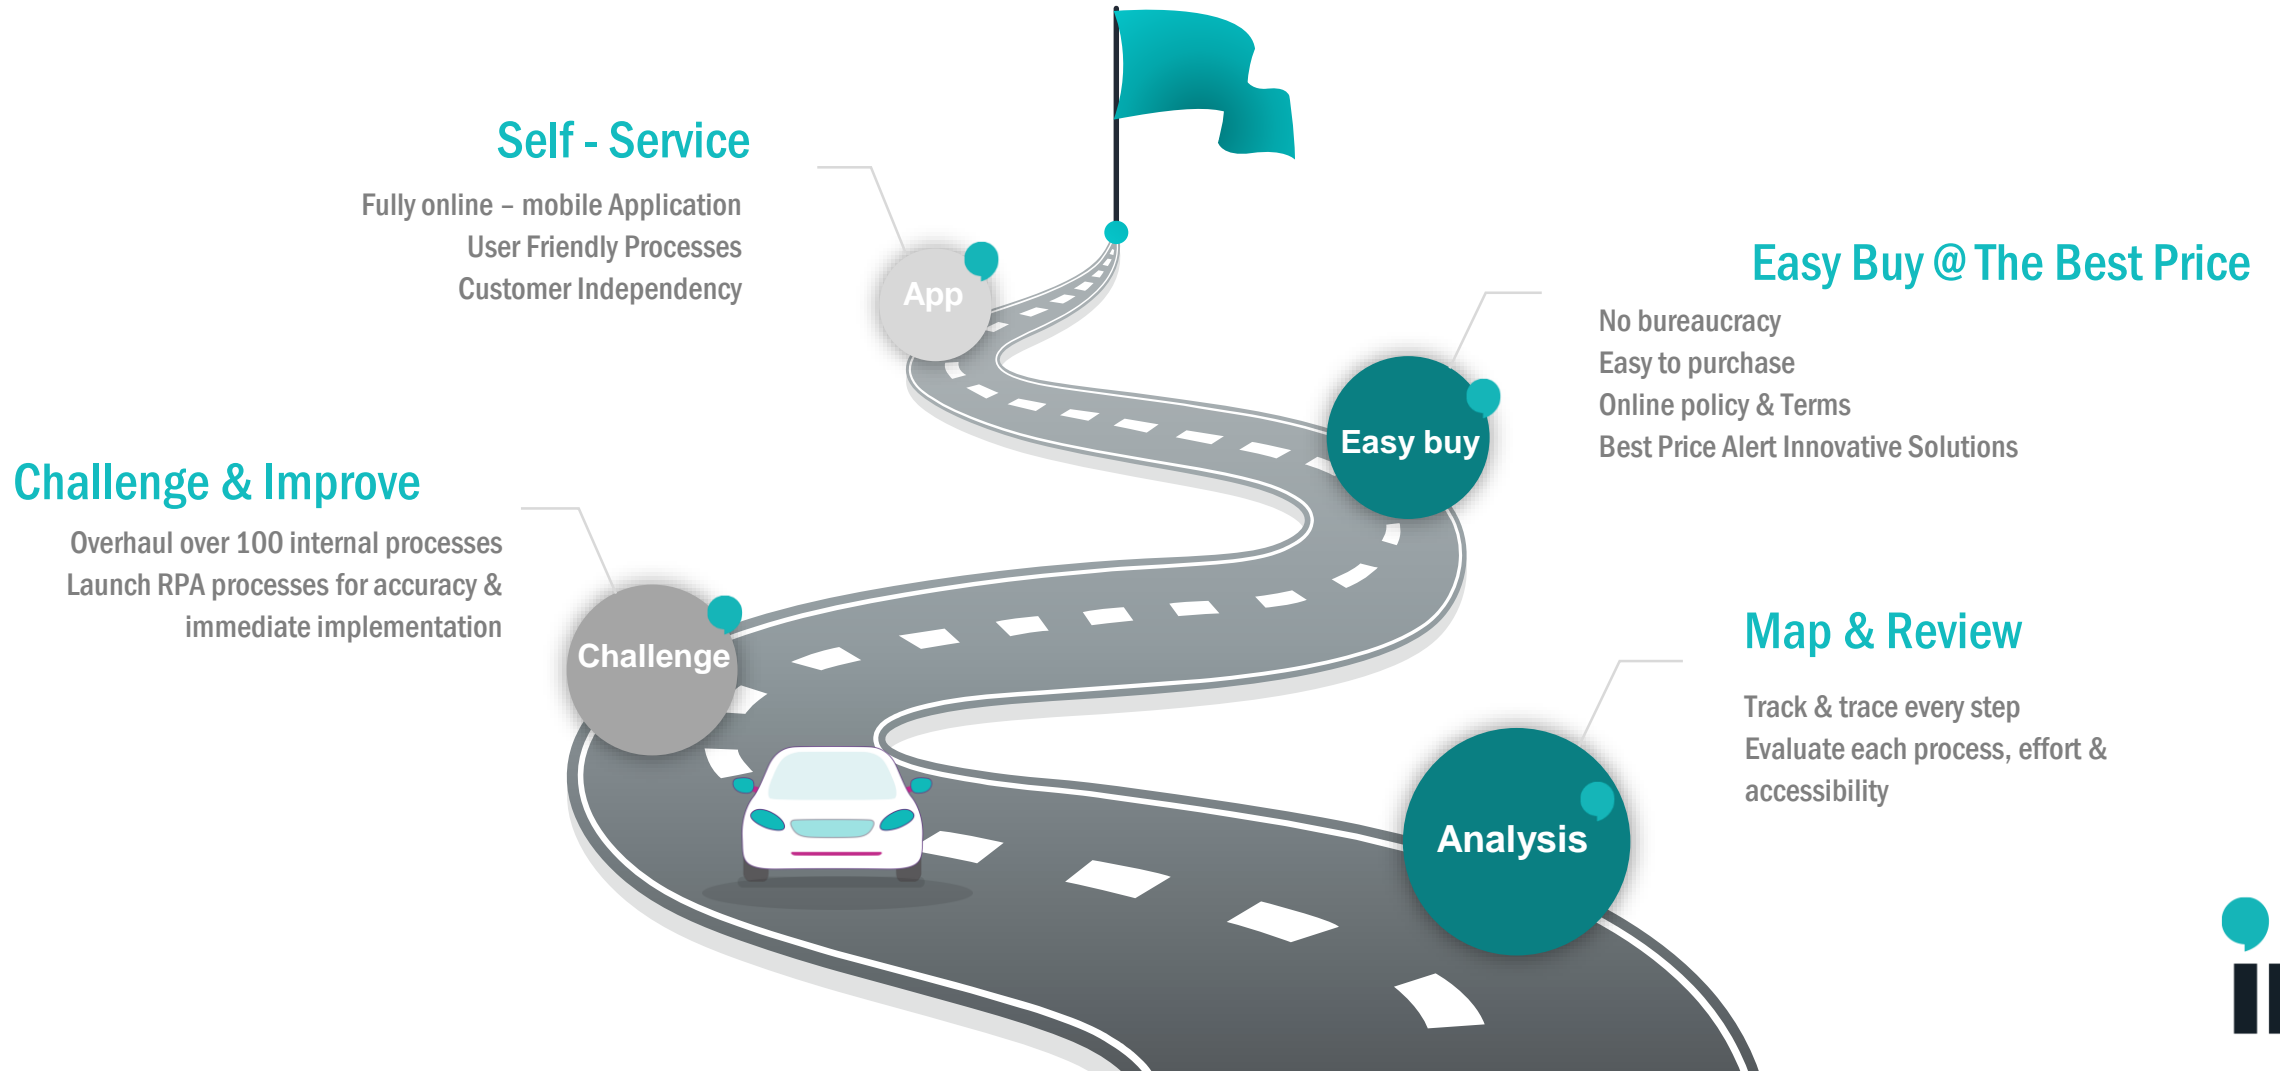 Self - Service
Fully online – mobile Application
User Friendly Processes
Customer Independency
App
Easy Buy @ The Best Price
No bureaucracy
Easy to purchase
Online policy & Terms
Best Price Alert Innovative Solutions
Easy buy
Challenge & Improve
Overhaul over 100 internal processes
Launch RPA processes for accuracy &
immediate implementation
Challenge
Map & Review
Track & trace every step
Evaluate each process, effort &
accessibility
Analysis